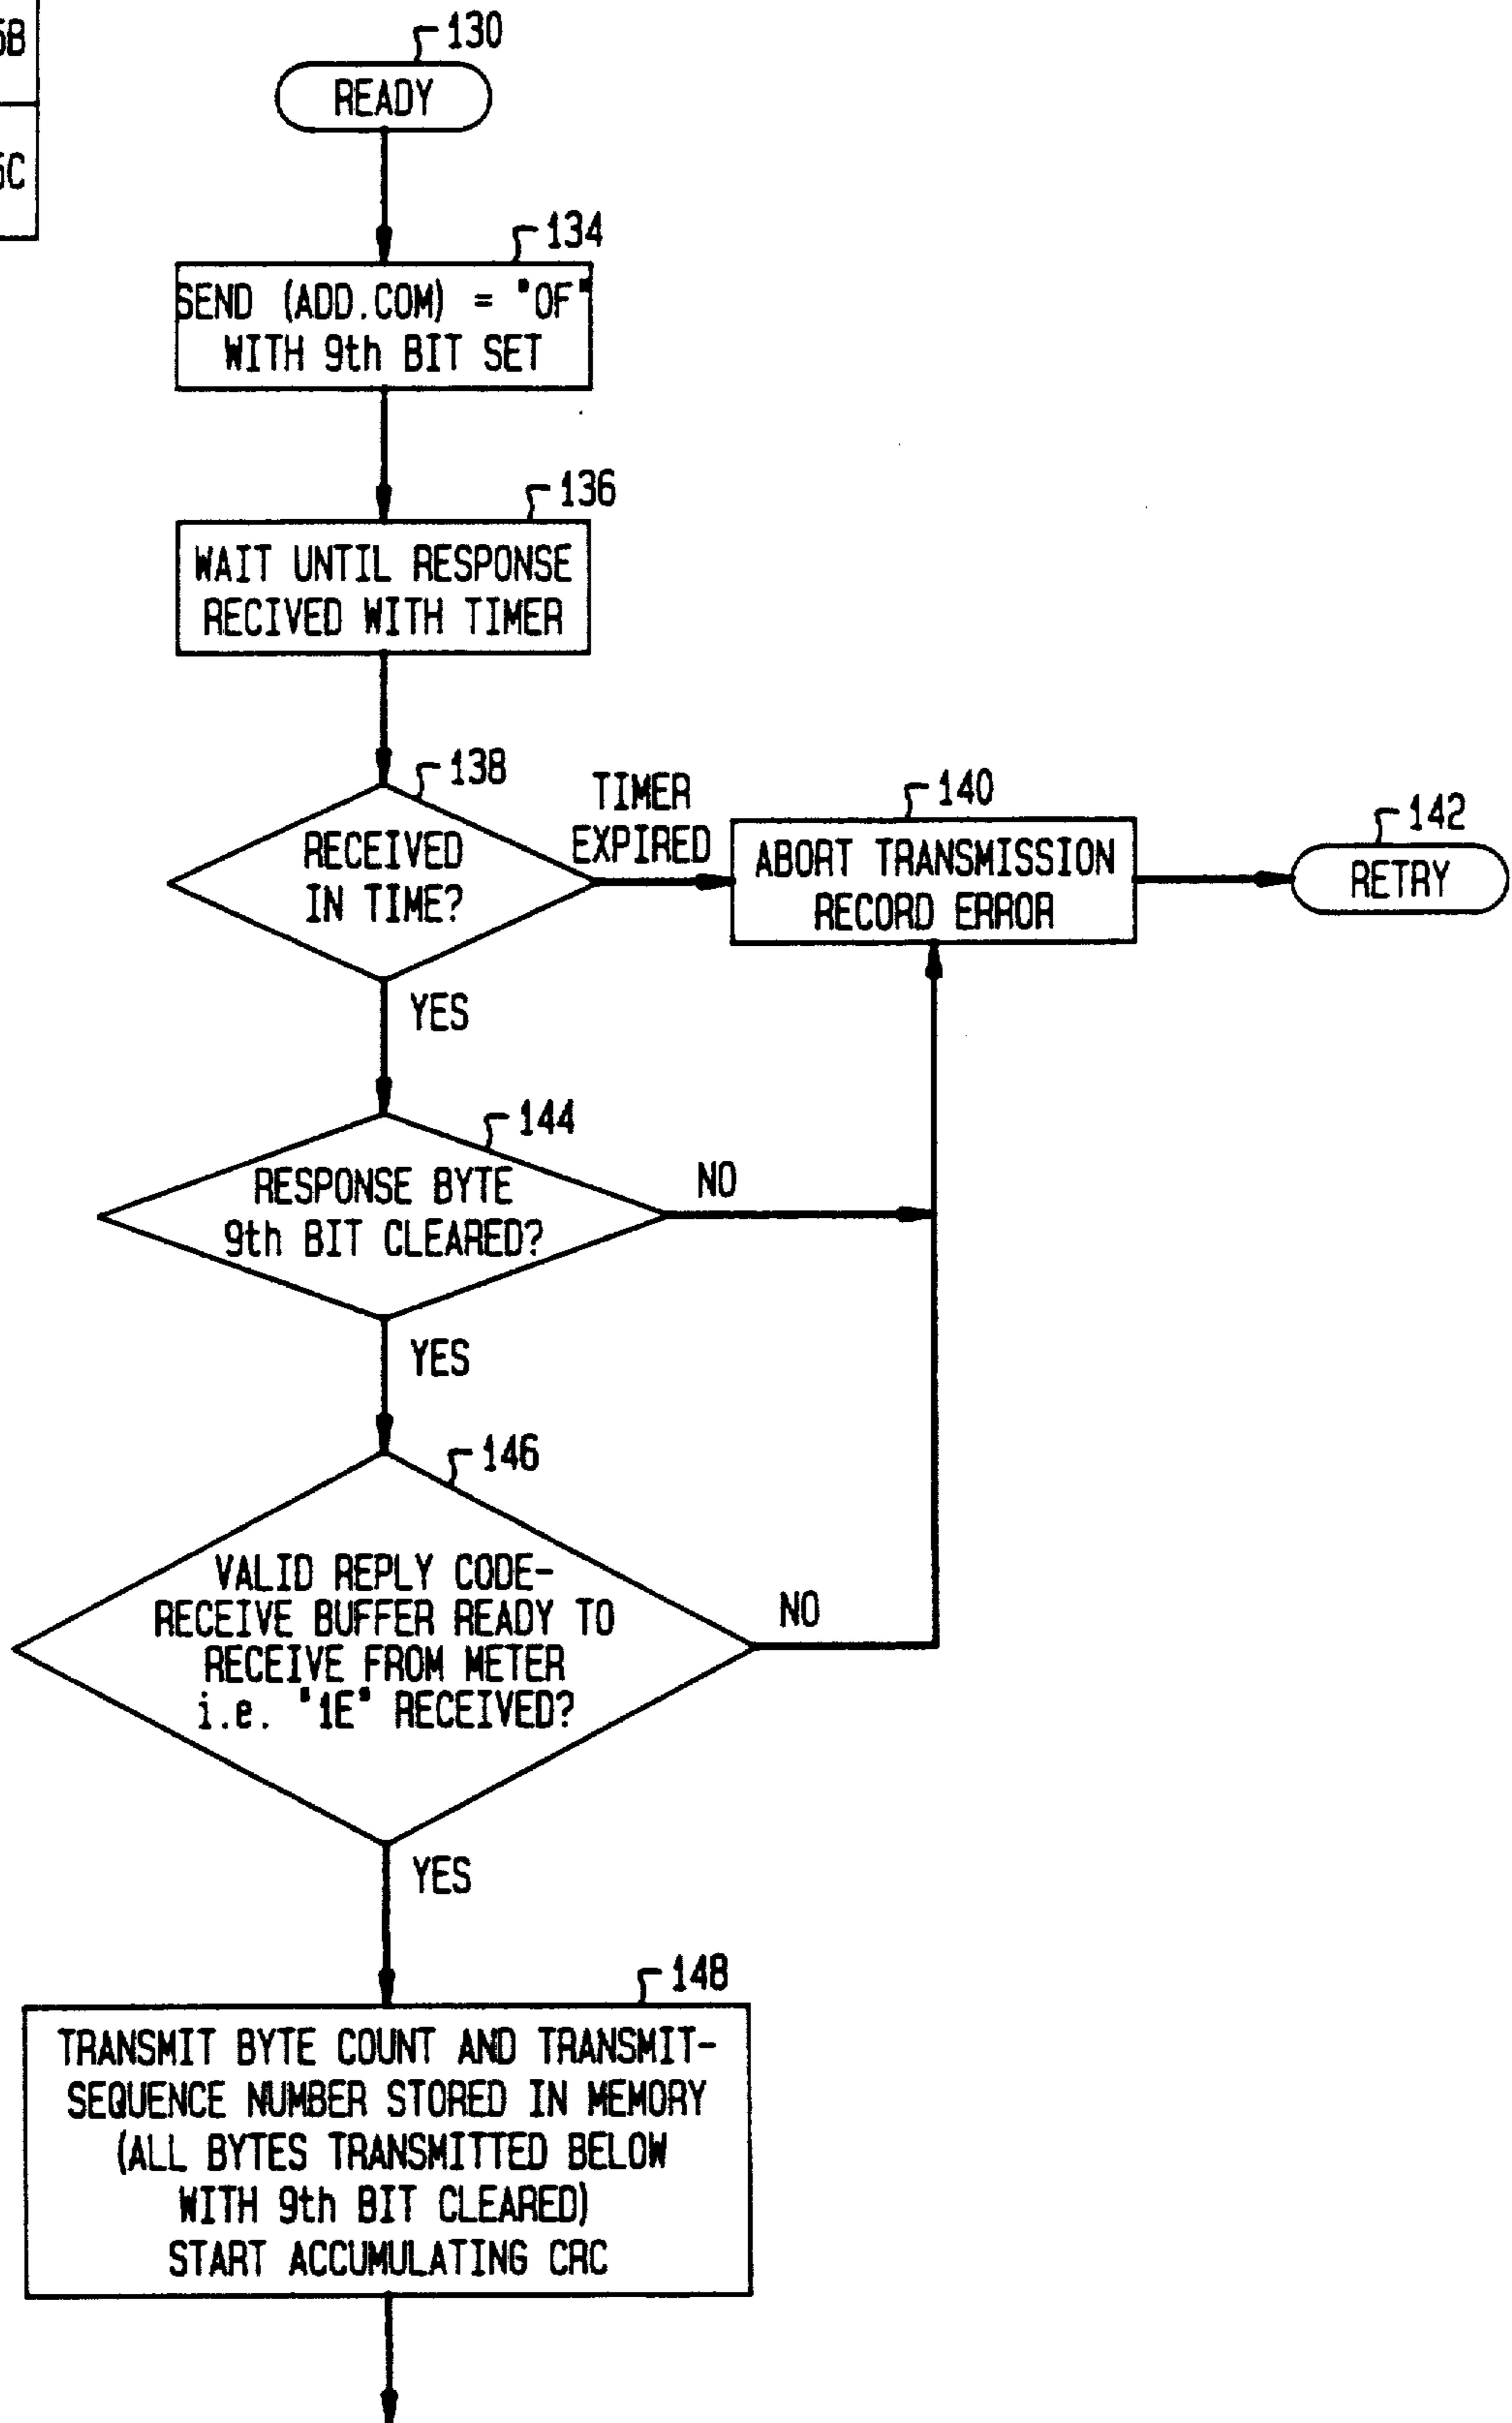 5B
5C
130
READY
134
SEND (ADD.COM) = "OF"
WITH 9th BIT SET
136
WAIT UNTIL RESPONSE
RECIVED WITH TIMER
138
RECEIVED
IN TIME?
TIMER
EXPIRED
140
ABORT TRANSMISSION
RECORD ERROR
142
RETRY
YES
144
RESPONSE BYTE
9th BIT CLEARED?
NO
YES
146
VALID REPLY CODE-
RECEIVE BUFFER READY TO
RECEIVE FROM METER
i.e. "1E" RECEIVED?
NO
YES
148
TRANSMIT BYTE COUNT AND TRANSMIT-
SEQUENCE NUMBER STORED IN MEMORY
(ALL BYTES TRANSMITTED BELOW
WITH 9th BIT CLEARED)
START ACCUMULATING CRC